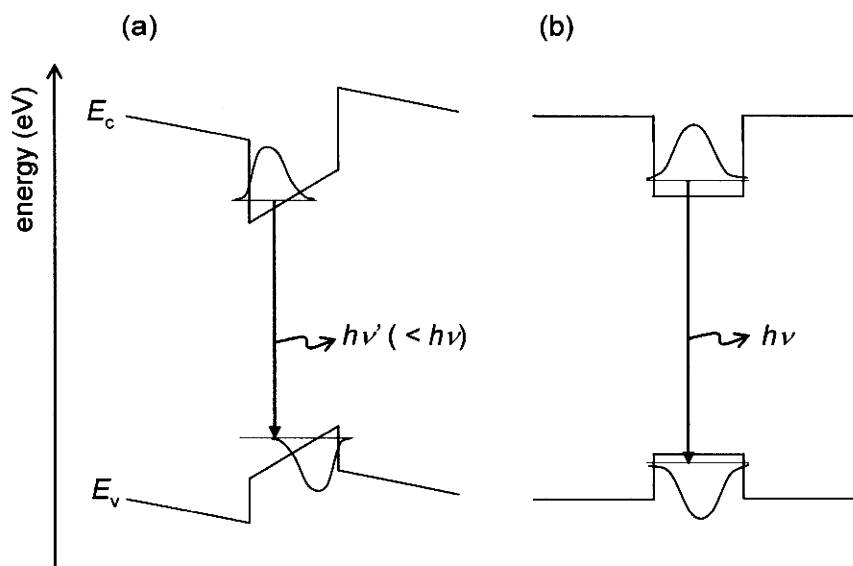 (a)
(b)
energy (eV)
Ec
hν' ( < hν)
hν
Ev